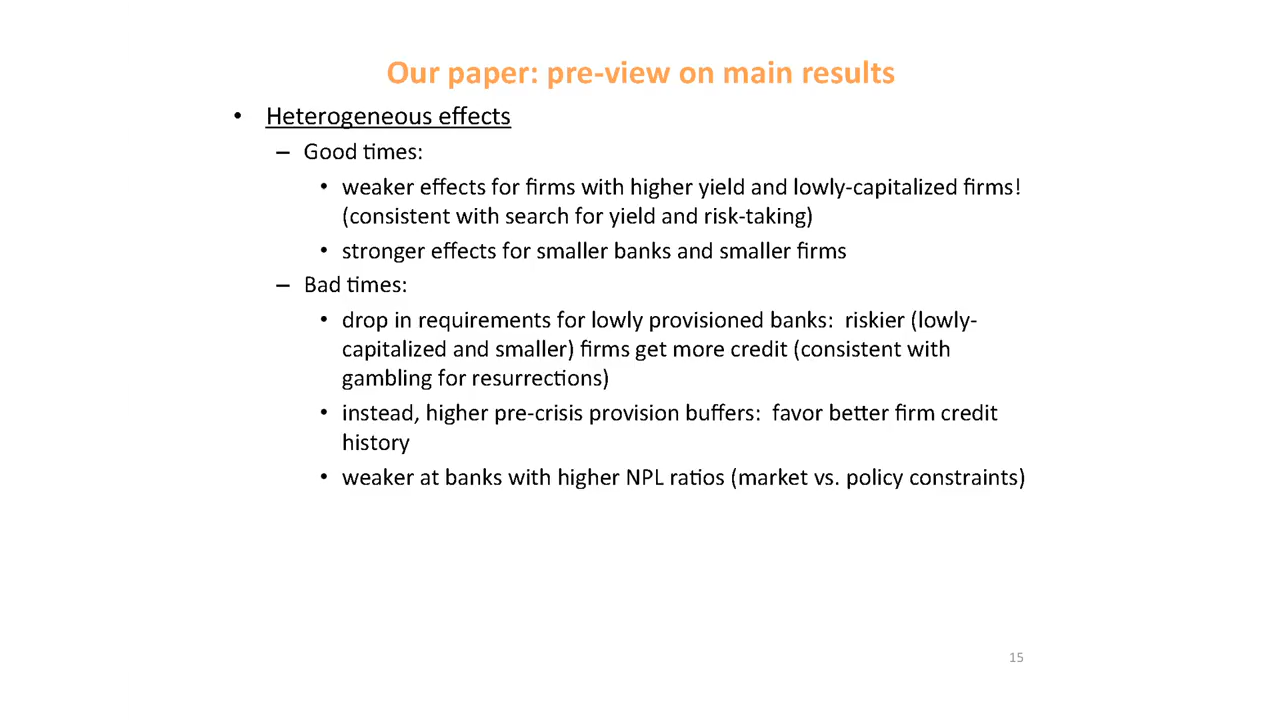 Our paper: pre-view on main results
• Heterogeneous effects
– Good times:
• weaker effects for firms with higher yield and lowly-capitalized firms!
(consistent with search for yield and risk-taking)
• stronger effects for smaller banks and smaller firms
– Bad times:
• drop in requirements for lowly provisioned banks: riskier (lowly-
capitalized and smaller) firms get more credit (consistent with
gambling for resurrections)
• instead, higher pre-crisis provision buffers: favor better firm credit
history
• weaker at banks with higher NPL ratios (market vs. policy constraints)
15